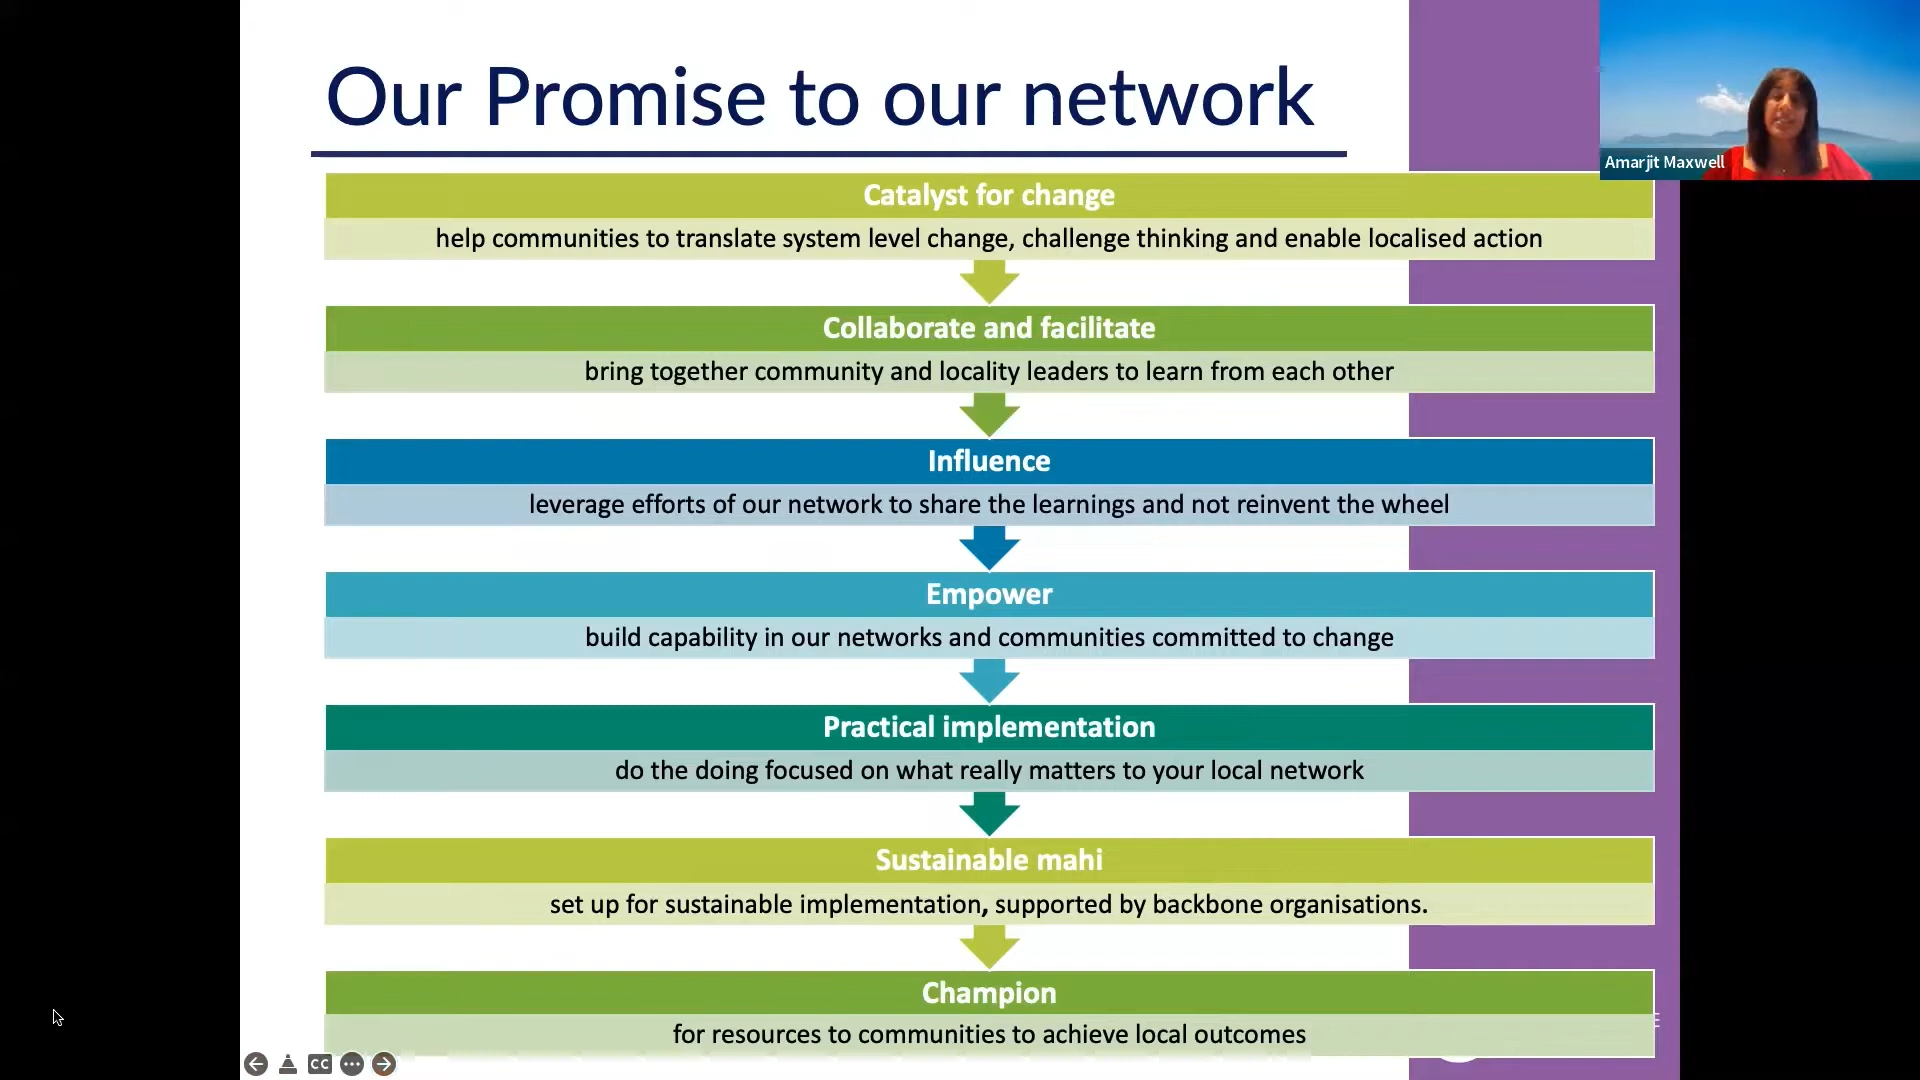 Our Promise to our network
Amarjit Maxwell
Catalyst for change
help communities to translate system level change, challenge thinking and enable localised action
Collaborate and facilitate
bring together community and locality leaders to learn from each other
Influence
leverage efforts of our network to share the learnings and not reinvent the wheel
Empower
build capability in our networks and communities committed to change
Practical implementation
do the doing focused on what really matters to your local network
Sustainable mahi
set up for sustainable implementation, supported by backbone organisations.
Champion
for resources to communities to achieve local outcomes
CC